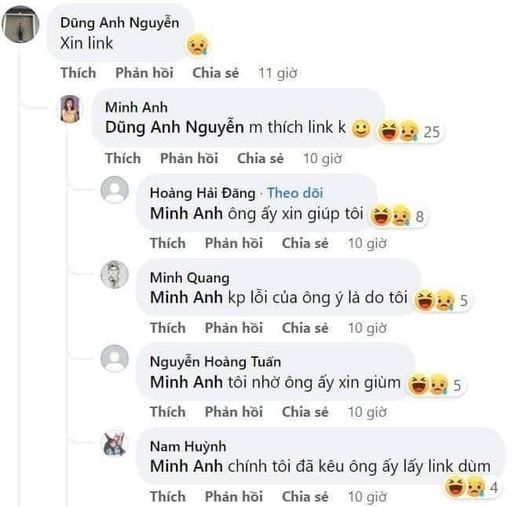 Dũng Anh Nguyễn
Xin link
Thích Phản hồi Chia sẻ 11 giờ
Minh Anh
Dũng Anh Nguyễn m thích link k
25
Thích Phản hồi Chia sẻ 10 giờ
Hoàng Hải Đăng · Theo dõi
Minh Anh ông ấy xin giúp tôi
8
Thích Phản hồi Chia sẻ 10 giờ
Minh Quang
Minh Anh kp lỗi của ông ý là do tôi
5
Thích Phản hồi Chia sẻ 10 giờ
Nguyễn Hoàng Tuấn
Minh Anh tôi nhờ ông ấy xin giùm
5
Thích Phản hồi Chia sẻ 10 giờ
Nam Huỳnh
Minh Anh chính tôi đã kêu ông ấy lấy link dùm
4
Thích Phản hồi Chia sẻ 10 giờ